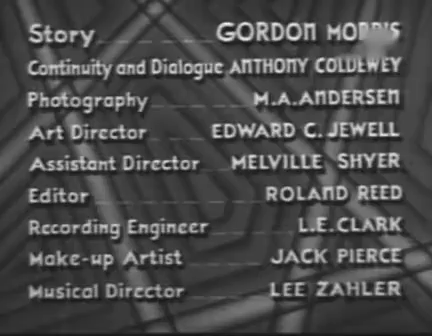 Story GORDON MORRIS
Continuity and Dialogue ANTHONY COLDEWEY
Photography M.A.ANDERSEN
Art Director EDWARD C. JEWELL
Assistant Director MELVILLE SHYER
Editor ROLAND REED
Recording Engineer L.E.CLARK
Make-up Artist JACK PIERCE
Musical Director LEE ZAHLER